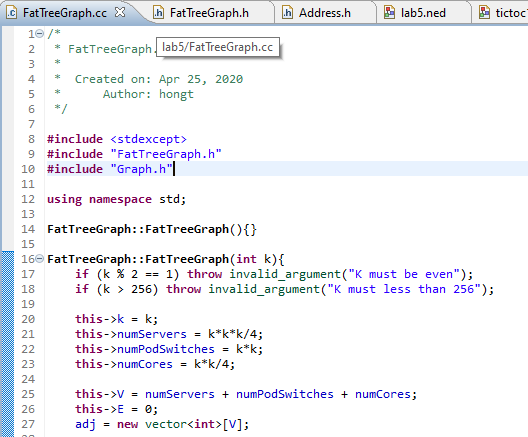 FatTreeGraph.cc
FatTreeGraph.h
Address.h
lab5.ned
tictoc
lab5/FatTreeGraph.cc
1 /*
2  * FatTreeGraph.
3  *
4  *  Created on: Apr 25, 2020
5  *      Author: hongt
6  */
7
8 #include <stdexcept>
9 #include "FatTreeGraph.h"
10 #include "Graph.h"
11
12 using namespace std;
13
14 FatTreeGraph::FatTreeGraph(){}
15
16 FatTreeGraph::FatTreeGraph(int k){
17     if (k % 2 == 1) throw invalid_argument("K must be even");
18     if (k > 256) throw invalid_argument("K must less than 256");
19
20     this->k = k;
21     this->numServers = k*k*k/4;
22     this->numPodSwitches = k*k;
23     this->numCores = k*k/4;
24
25     this->V = numServers + numPodSwitches + numCores;
26     this->E = 0;
27     adj = new vector<int>[V];